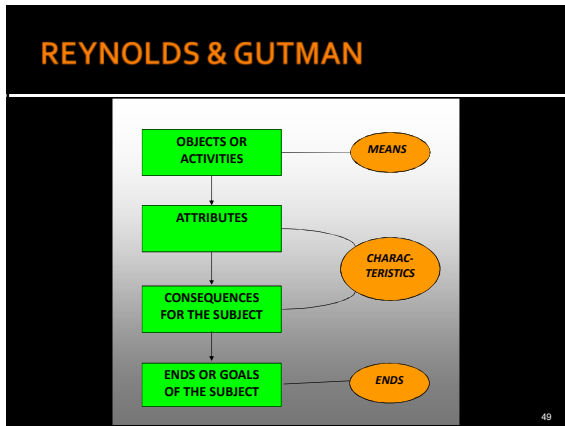 REYNOLDS & GUTMAN
OBJECTS OR
ACTIVITIES
MEANS
ATTRIBUTES
CHARAC-
TERISTICS
CONSEQUENCES
FOR THE SUBJECT
ENDS OR GOALS
OF THE SUBJECT
ENDS
49